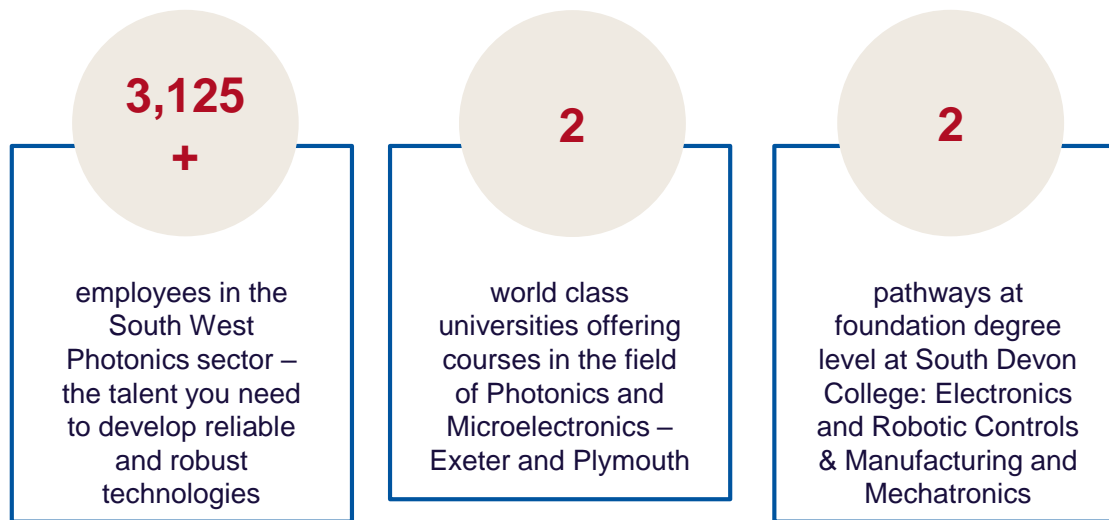 3,125
+
employees in the
South West
Photonics sector –
the talent you need
to develop reliable
and robust
technologies
2
world class
universities offering
courses in the field
of Photonics and
Microelectronics –
Exeter and Plymouth
2
pathways at
foundation degree
level at South Devon
College: Electronics
and Robotic Controls
& Manufacturing and
Mechatronics